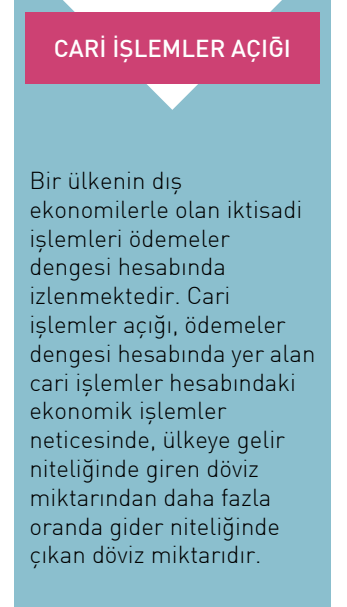 CARİ İŞLEMLER AÇIĞI
Bir ülkenin dış
ekonomilerle olan iktisadi
işlemleri ödemeler
dengesi hesabında
izlenmektedir. Cari
işlemler açığı, ödemeler
dengesi hesabında yer alan
cari işlemler hesabındaki
ekonomik işlemler
neticesinde, ülkeye gelir
niteliğinde giren döviz
miktarından daha fazla
oranda gider niteliğinde
çıkan döviz miktarıdır.